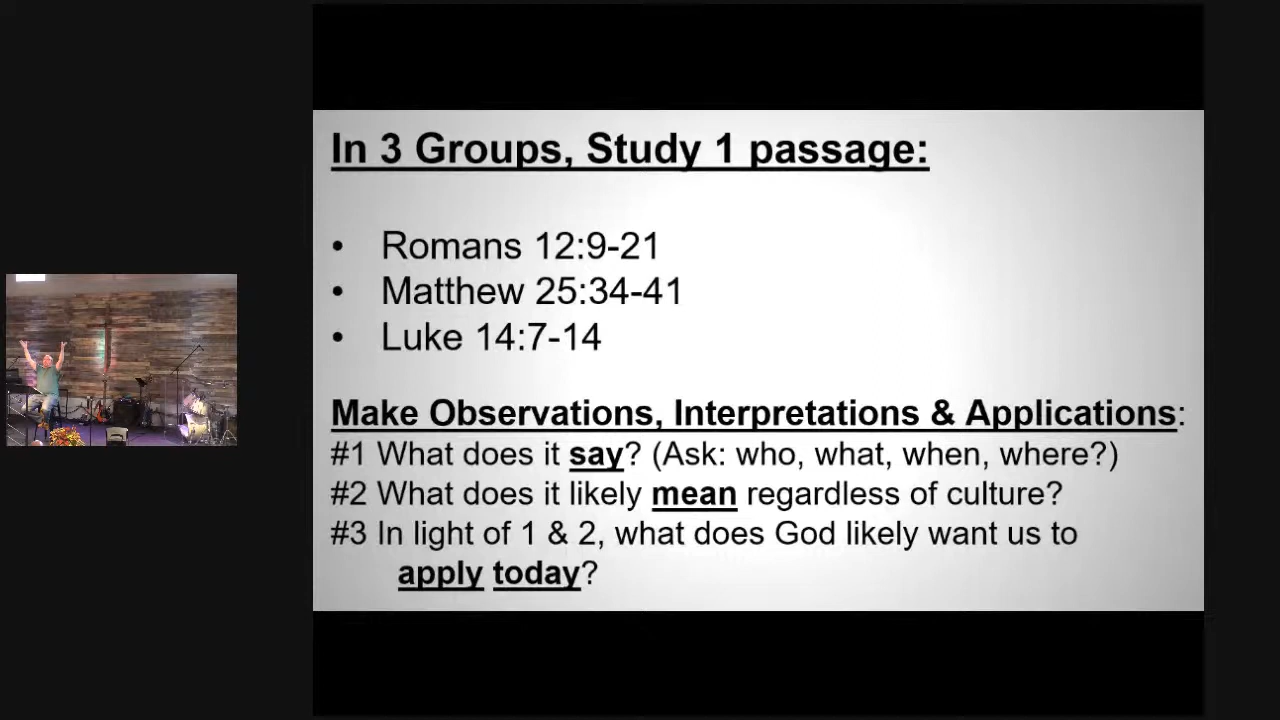 In 3 Groups, Study 1 passage:
• Romans 12:9-21
• Matthew 25:34-41
• Luke 14:7-14
Make Observations, Interpretations & Applications:
#1 What does it say? (Ask: who, what, when, where?)
#2 What does it likely mean regardless of culture?
#3 In light of 1 & 2, what does God likely want us to
apply today?